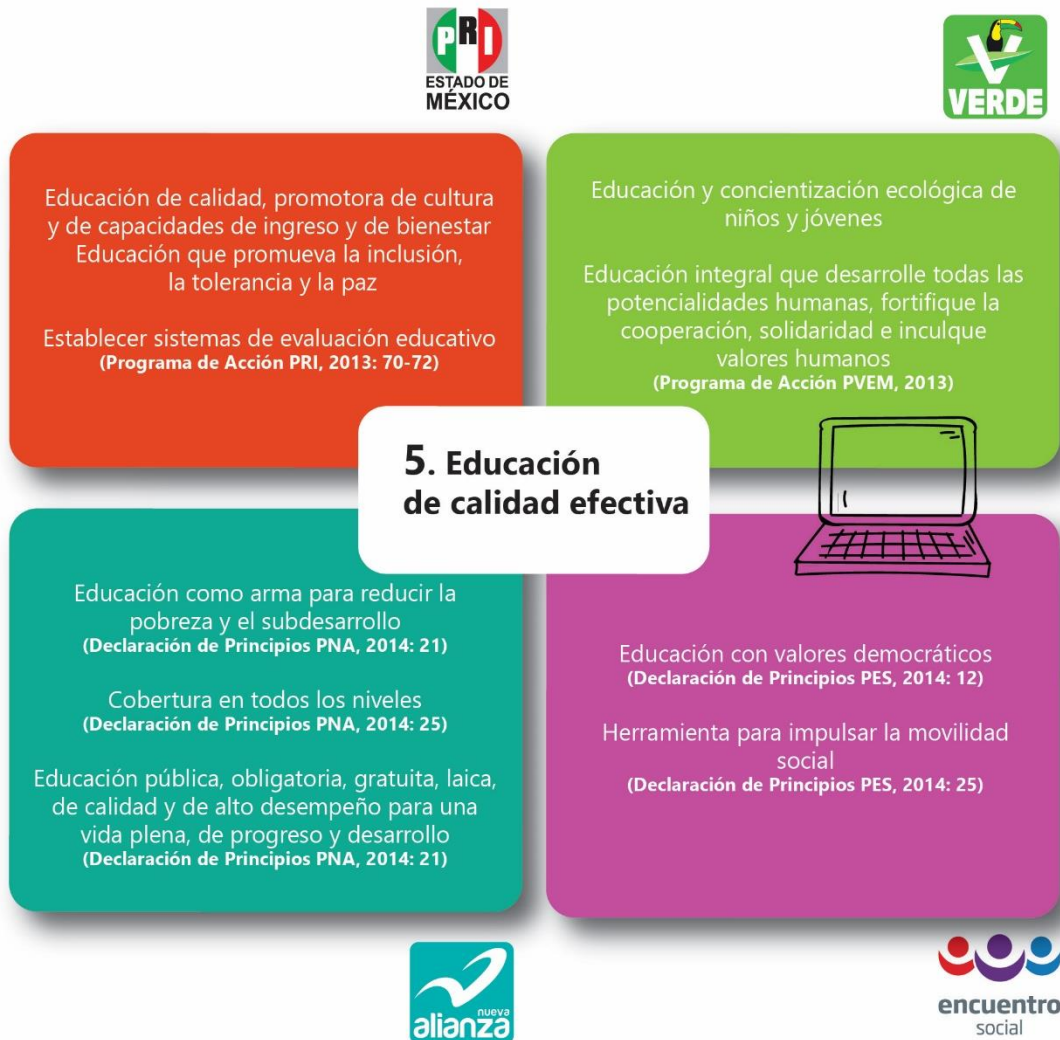 PRI
ESTADO DE
MÉXICO
VERDE
Educación de calidad, promotora de cultura
y de capacidades de ingreso y de bienestar
Educación que promueva la inclusión,
la tolerancia y la paz
Establecer sistemas de evaluación educativo
(Programa de Acción PRI, 2013: 70-72)
Educación y concientización ecológica de
niños y jóvenes
Educación integral que desarrolle todas las
potencialidades humanas, fortifique la
cooperación, solidaridad e inculque
valores humanos
(Programa de Acción PVEM, 2013)
5. Educación
de calidad efectiva
Educación como arma para reducir la
pobreza y el subdesarrollo
(Declaración de Principios PNA, 2014: 21)
Cobertura en todos los niveles
(Declaración de Principios PNA, 2014: 25)
Educación pública, obligatoria, gratuita, laica,
de calidad y de alto desempeño para una
vida plena, de progreso y desarrollo
(Declaración de Principios PNA, 2014: 21)
Educación con valores democráticos
(Declaración de Principios PES, 2014: 12)
Herramienta para impulsar la movilidad
social
(Declaración de Principios PES, 2014: 25)
nueva
alianza
encuentro
social